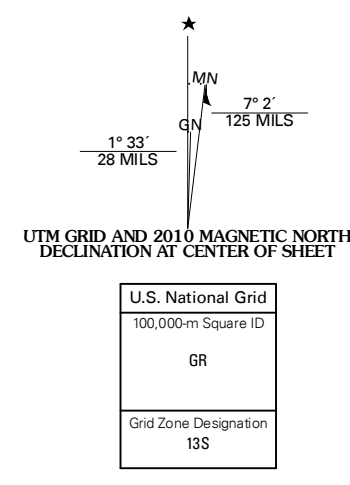 ★
MN
7° 2´
125 MILS
GN
1° 33´
28 MILS
UTM GRID AND 2010 MAGNETIC NORTH
DECLINATION AT CENTER OF SHEET
U.S. National Grid
100,000-m Square ID
GR
Grid Zone Designation
13S